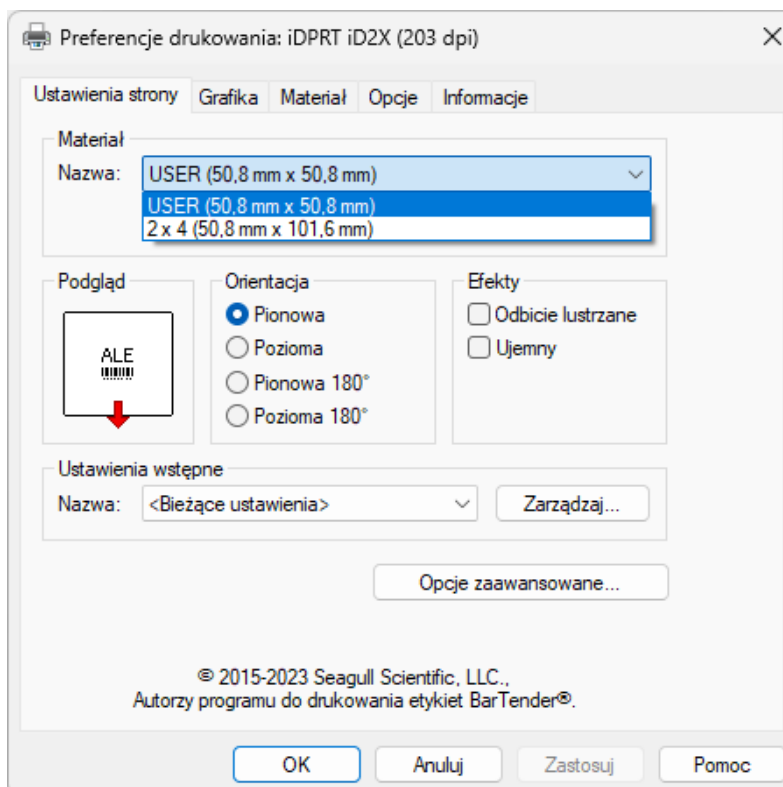 Preferencje drukowania: iDPRT iD2X (203 dpi)
Ustawienia strony Grafika Materiał Opcje Informacje
Materiał
Nazwa: USER (50,8 mm x 50,8 mm)
USER (50,8 mm x 50,8 mm)
2 x 4 (50,8 mm x 101,6 mm)
Podgląd
ALE
Orientacja
Pionowa
Pozioma
Pionowa 180°
Pozioma 180°
Efekty
Odbicie lustrzane
Ujemny
Ustawienia wstępne
Nazwa: <Bieżące ustawienia> Zarządzaj...
Opcje zaawansowane...
© 2015-2023 Seagull Scientific, LLC.,
Autorzy programu do drukowania etykiet BarTender®.
OK Anuluj Zastosuj Pomoc